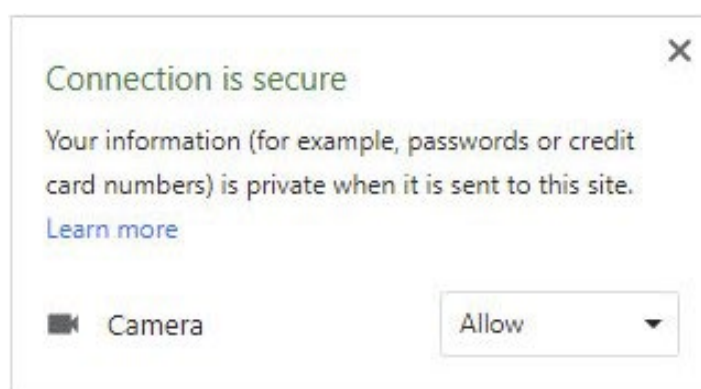 Connection is secure
Your information (for example, passwords or credit
card numbers) is private when it is sent to this site.
Learn more
Camera Allow